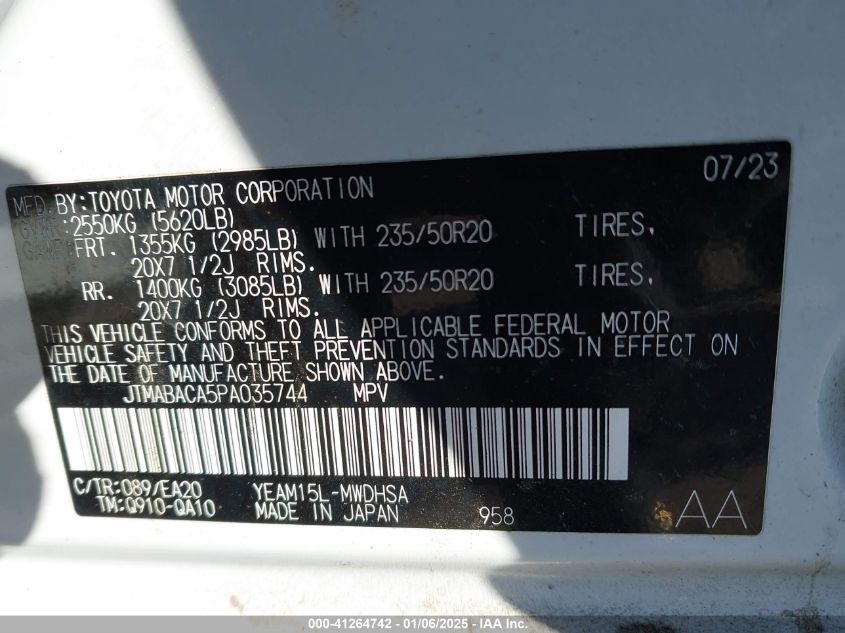 07/23
MFD. BY:TOYOTA MOTOR CORPORATION
GVWR:2550KG (5620LB)
GAWR FRT. 1355KG (2985LB) WITH 235/50R20 TIRES,
20X7 1/2J RIMS.
RR. 1400KG (3085LB) WITH 235/50R20 TIRES,
20X7 1/2J RIMS.
THIS VEHICLE CONFORMS TO ALL APPLICABLE FEDERAL MOTOR
VEHICLE SAFETY AND THEFT PREVENTION STANDARDS IN EFFECT ON
THE DATE OF MANUFACTURE SHOWN ABOVE.
JTMABACA5PA035744 MPV
C/TR:089/EA20 YEAM15L-MWDHSA
TM:Q910-QA10 MADE IN JAPAN 958 AA
000-41264742 - 01/06/2025 - IAA Inc.